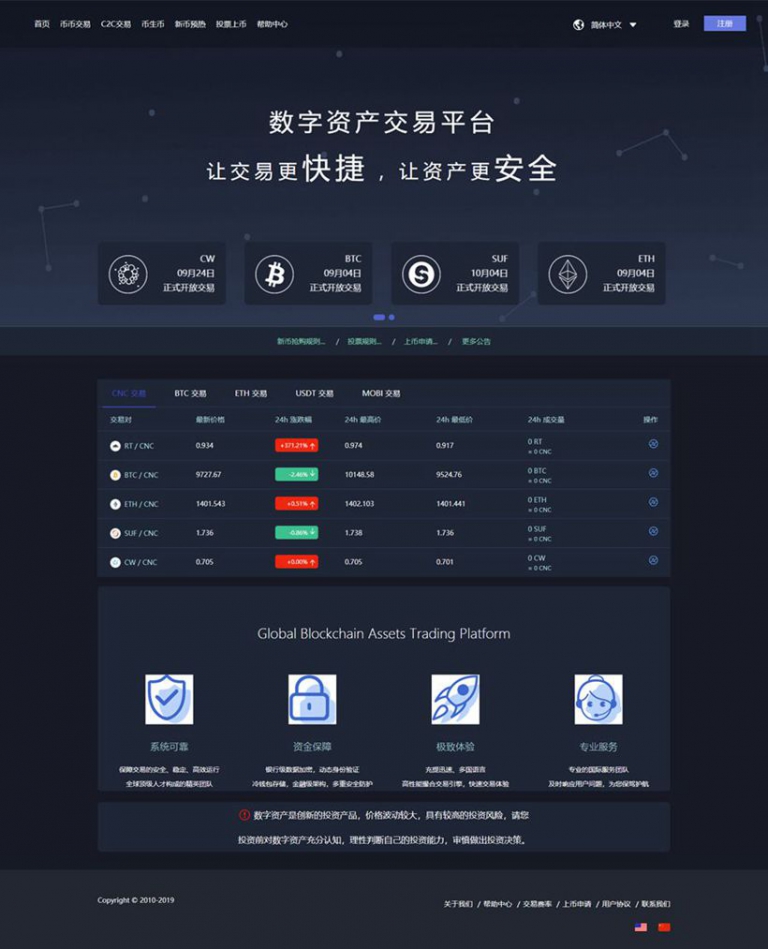 首页 币币交易 C2C交易 币生币 新币预热 投票上币 帮助中心 简体中文 登录 注册
数字资产交易平台
让交易更快捷，让资产更安全
CW
09月24日
正式开放交易
BTC
09月04日
正式开放交易
SUF
10月04日
正式开放交易
ETH
09月04日
正式开放交易
新币抢购规则... / 投票规则... / 上币申请... / 更多公告
CNC 交易 BTC 交易 ETH 交易 USDT 交易 MOBI 交易
交易对 最新价格 24h 涨跌幅 24h 最高价 24h 最低价 24h 成交量 操作
RT / CNC 0.934 +371.21% ↑ 0.974 0.917 0 RT
≈ 0 CNC
BTC / CNC 9727.67 -2.46% ↓ 10148.58 9524.76 0 BTC
≈ 0 CNC
ETH / CNC 1401.543 +0.51% ↑ 1402.103 1401.441 0 ETH
≈ 0 CNC
SUF / CNC 1.736 -0.86% ↓ 1.738 1.736 0 SUF
≈ 0 CNC
CW / CNC 0.705 +0.00% ↑ 0.705 0.701 0 CW
≈ 0 CNC
Global Blockchain Assets Trading Platform
系统可靠
保障交易的安全、稳定、高效运行
全球顶级人才构成的精英团队
资金保障
银行级数据加密，动态身份验证
冷钱包存储，金融级架构，多重安全防护
极致体验
充提迅速、多国语言
高性能撮合交易引擎，快速交易体验
专业服务
专业的国际服务团队
及时响应用户问题，为您保驾护航
数字资产是创新的投资产品，价格波动较大，具有较高的投资风险，请您
投资前对数字资产充分认知，理性判断自己的投资能力，审慎做出投资决策。
Copyright © 2010-2019
关于我们 / 帮助中心 / 交易费率 / 上币申请 / 用户协议 / 联系我们